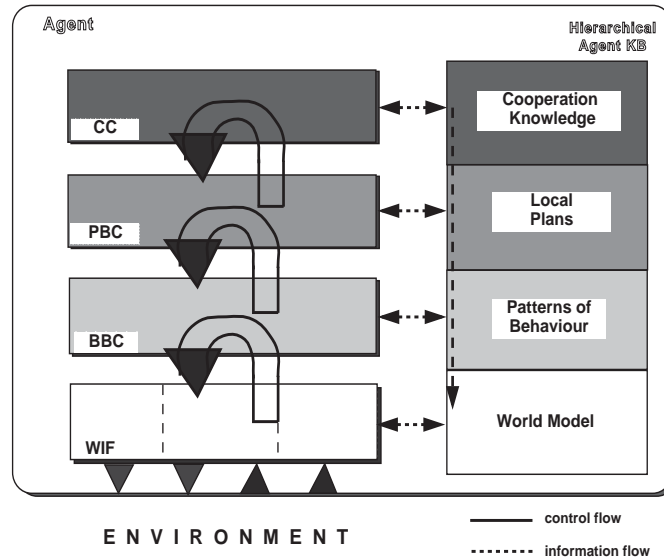 Agent
Hierarchical
Agent KB
CC
Cooperation
Knowledge
PBC
Local
Plans
BBC
Patterns of
Behaviour
WIF
World Model
ENVIRONMENT
control flow
information flow